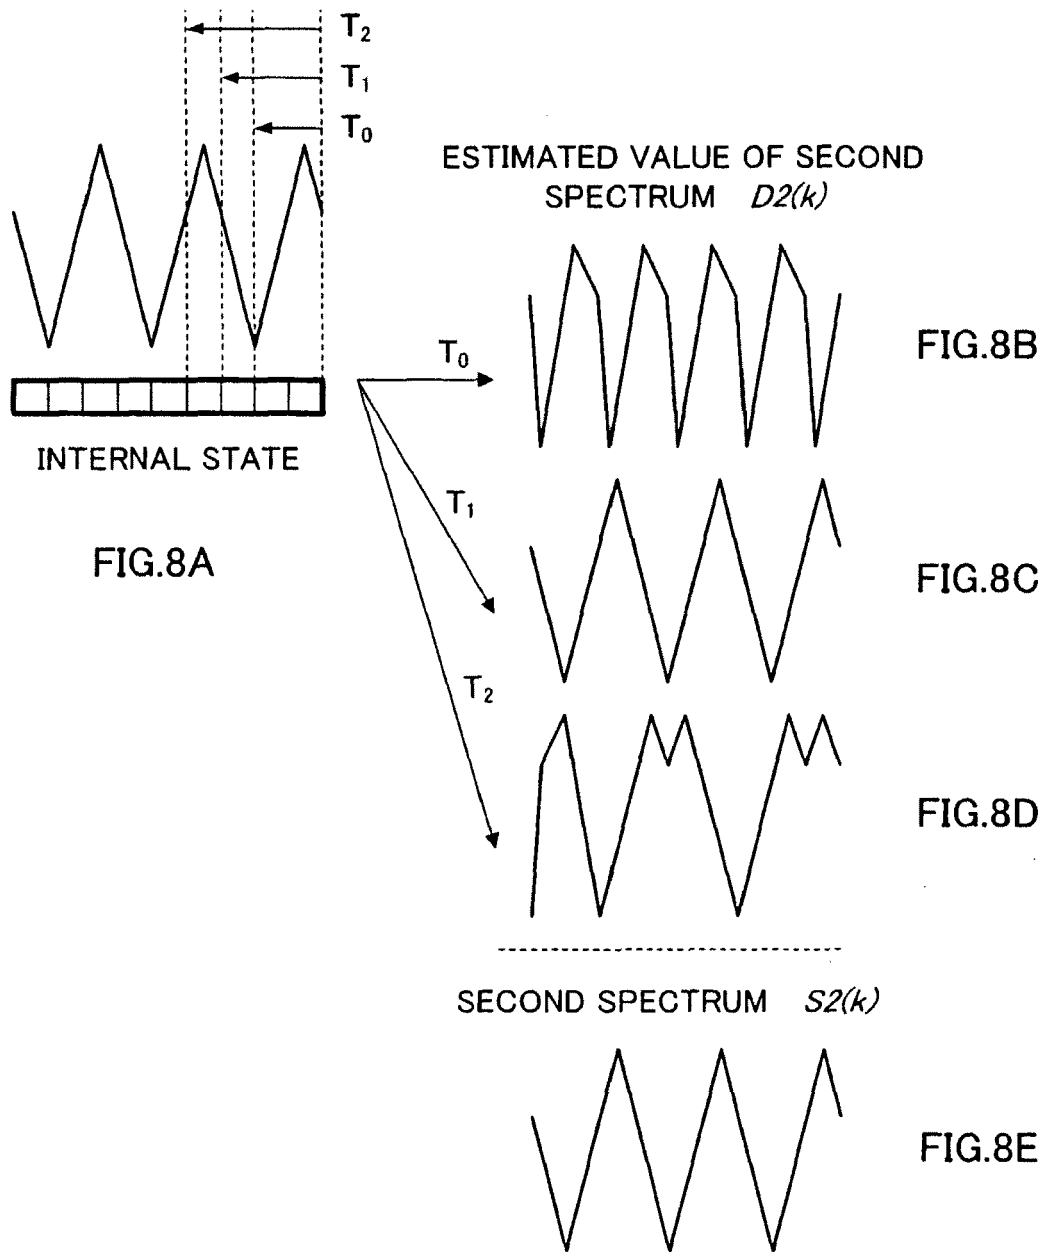 T2
T1
T0
INTERNAL STATE
FIG.8A
ESTIMATED VALUE OF SECOND
SPECTRUM D2(k)
T0
FIG.8B
T1
FIG.8C
T2
FIG.8D
SECOND SPECTRUM S2(k)
FIG.8E